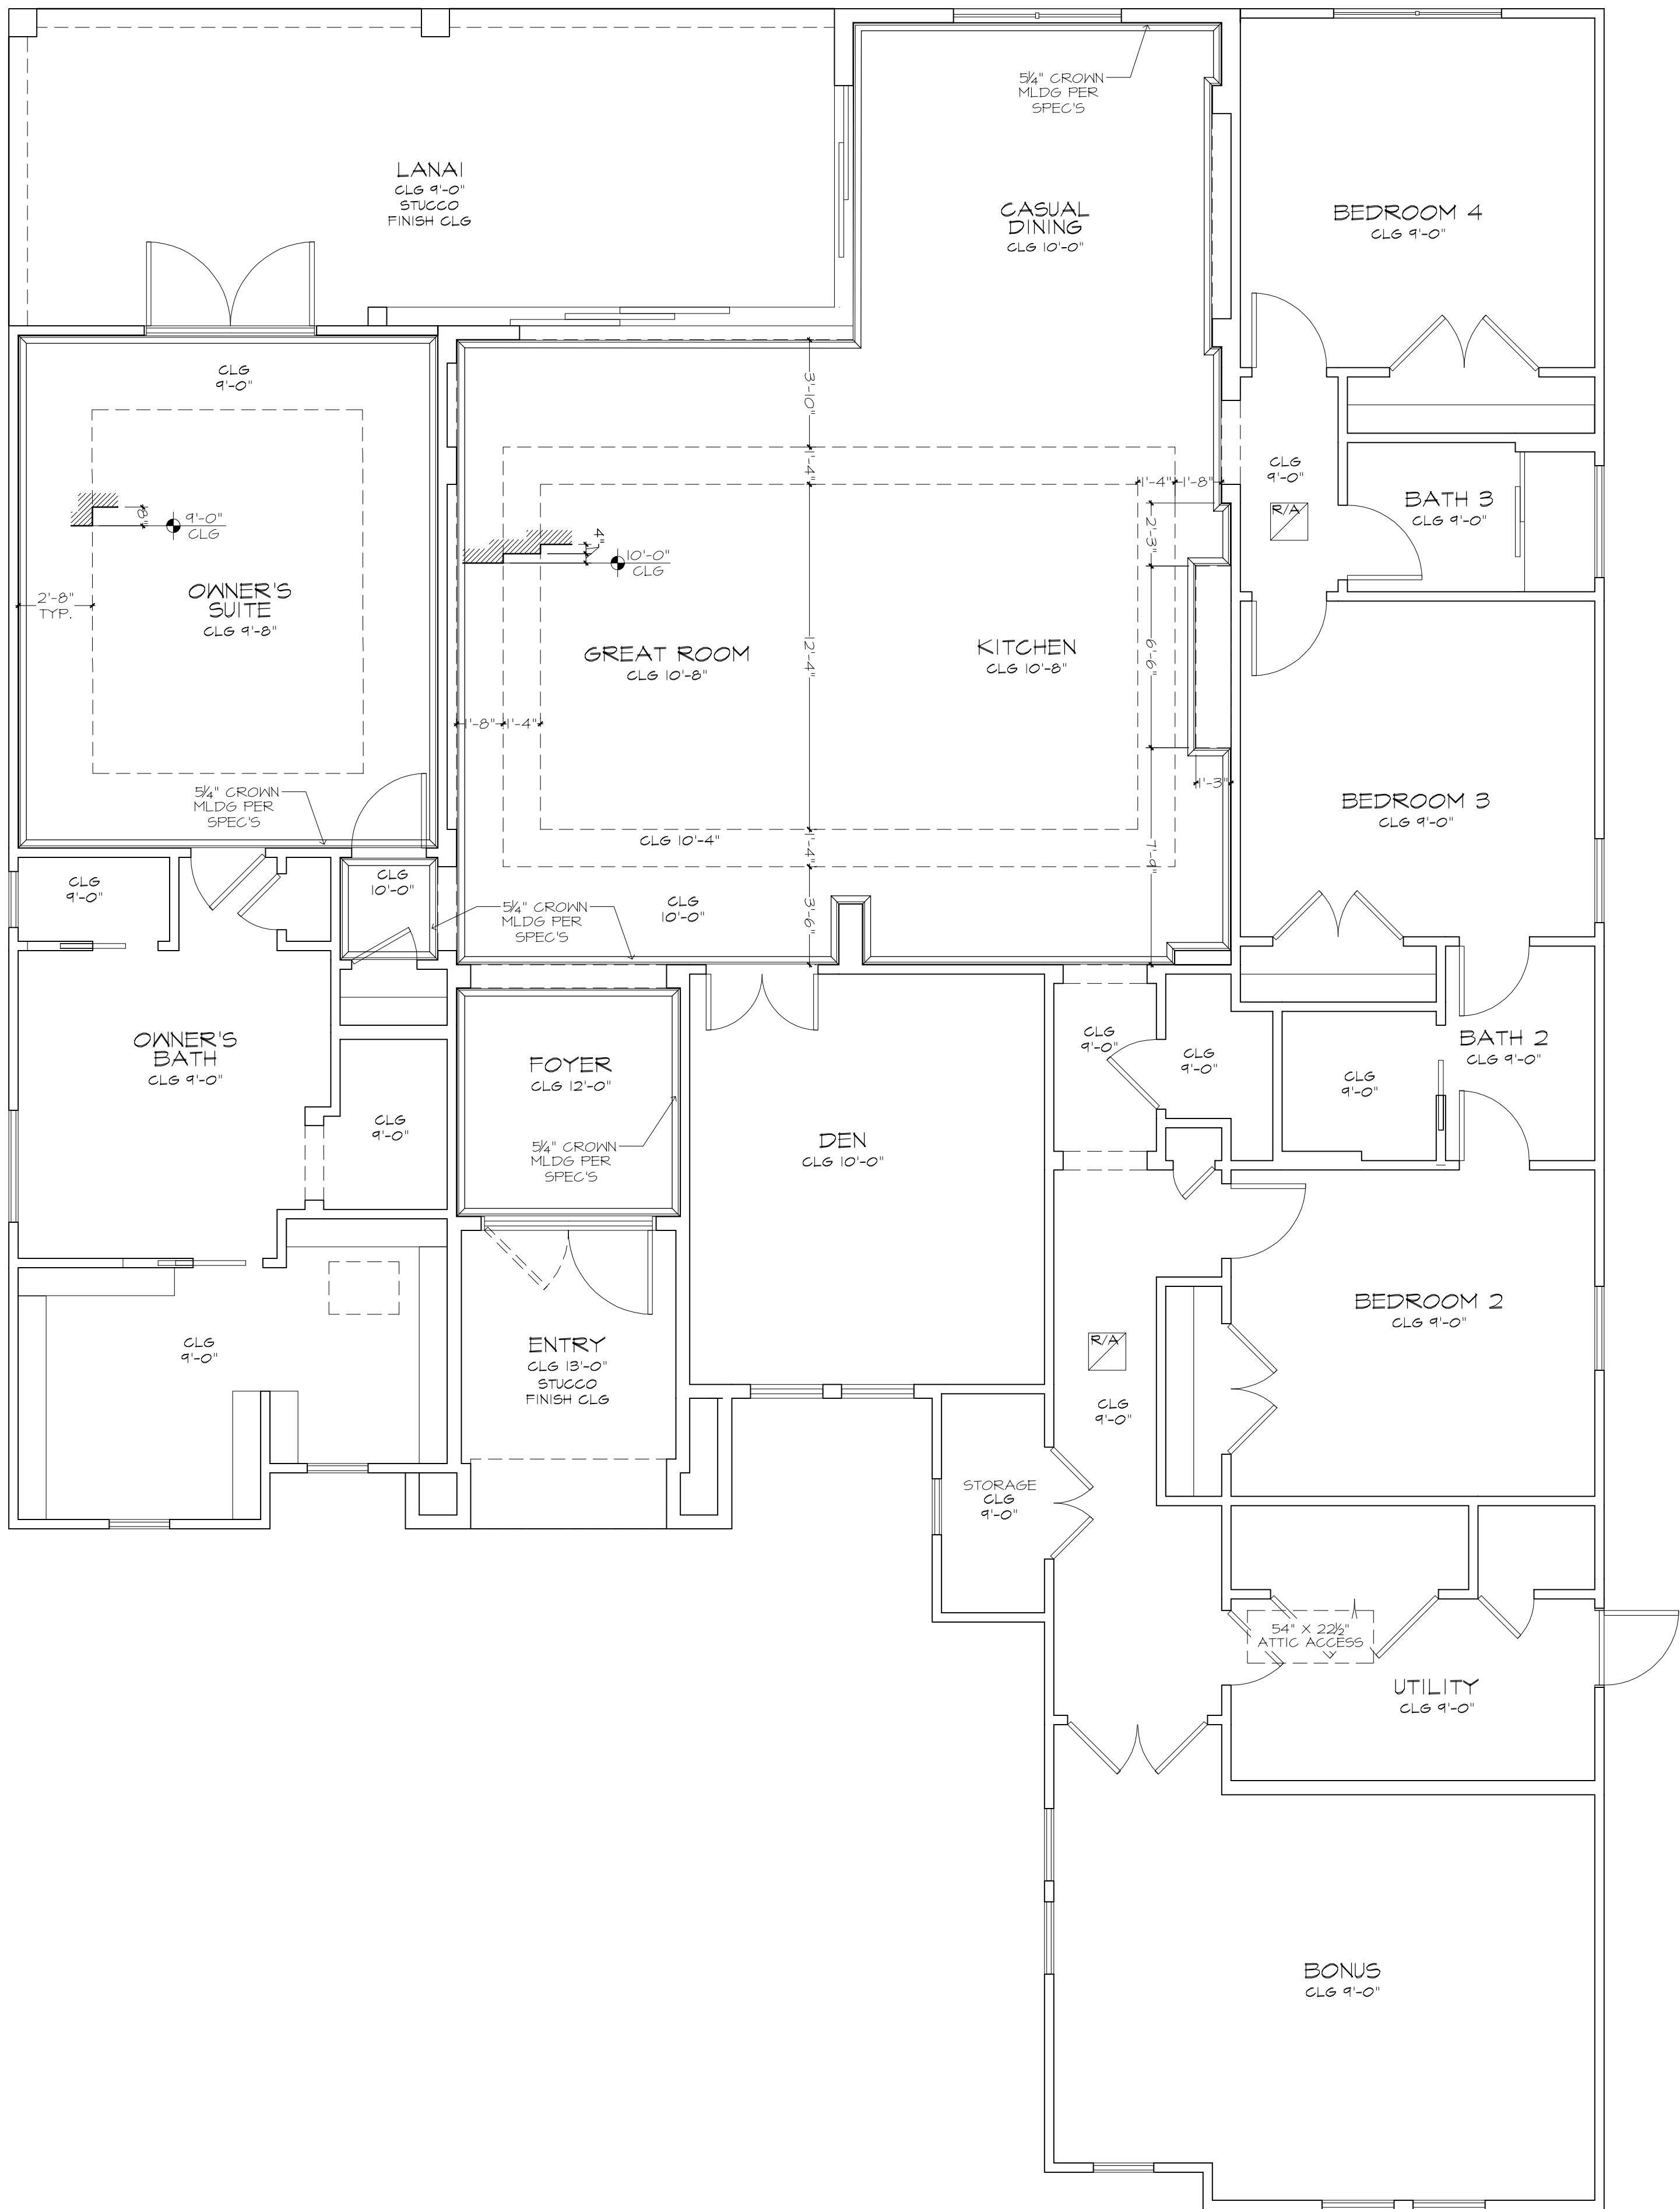 5¼" CROWN
MLDG PER
SPEC'S
LANAI
CLG 9'-0"
STUCCO
FINISH CLG
CASUAL
DINING
CLG 10'-0"
BEDROOM 4
CLG 9'-0"
CLG
9'-0"
3'-10"
1'-4"
1'-4"
1'-8"
CLG
9'-0"
R/A
BATH 3
CLG 9'-0"
8"
9'-0"
CLG
2'-3"
4"
10'-0"
CLG
OWNER'S
SUITE
CLG 9'-8"
2'-8"
TYP.
GREAT ROOM
CLG 10'-8"
12'-4"
KITCHEN
CLG 10'-8"
6'-6"
1'-8"
1'-4"
1'-3"
5¼" CROWN
MLDG PER
SPEC'S
BEDROOM 3
CLG 9'-0"
CLG 10'-4"
1'-4"
7'-9"
CLG
9'-0"
CLG
10'-0"
5¼" CROWN
MLDG PER
SPEC'S
CLG
10'-0"
3'-6"
OWNER'S
BATH
CLG 9'-0"
FOYER
CLG 12'-0"
CLG
9'-0"
CLG
9'-0"
CLG
9'-0"
BATH 2
CLG 9'-0"
CLG
9'-0"
5¼" CROWN
MLDG PER
SPEC'S
DEN
CLG 10'-0"
CLG
9'-0"
ENTRY
CLG 13'-0"
STUCCO
FINISH CLG
R/A
CLG
9'-0"
BEDROOM 2
CLG 9'-0"
STORAGE
CLG
9'-0"
54" X 22½"
ATTIC ACCESS
UTILITY
CLG 9'-0"
BONUS
CLG 9'-0"